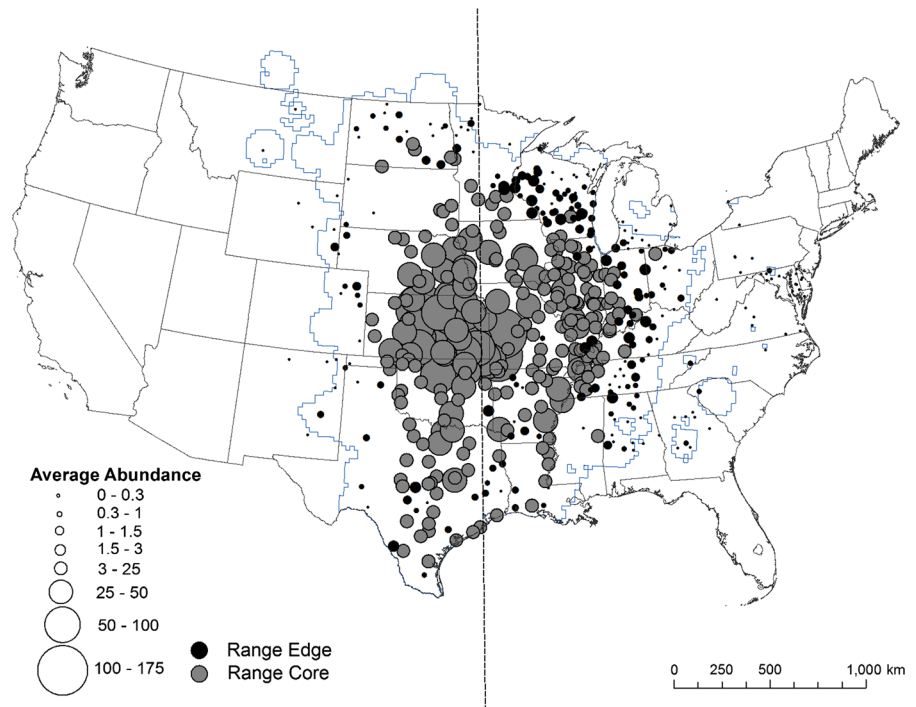 Average Abundance
0 - 0.3
0.3 - 1
1 - 1.5
1.5 - 3
3 - 25
25 - 50
50 - 100
100 - 175
Range Edge
Range Core
0 250 500 1,000 km